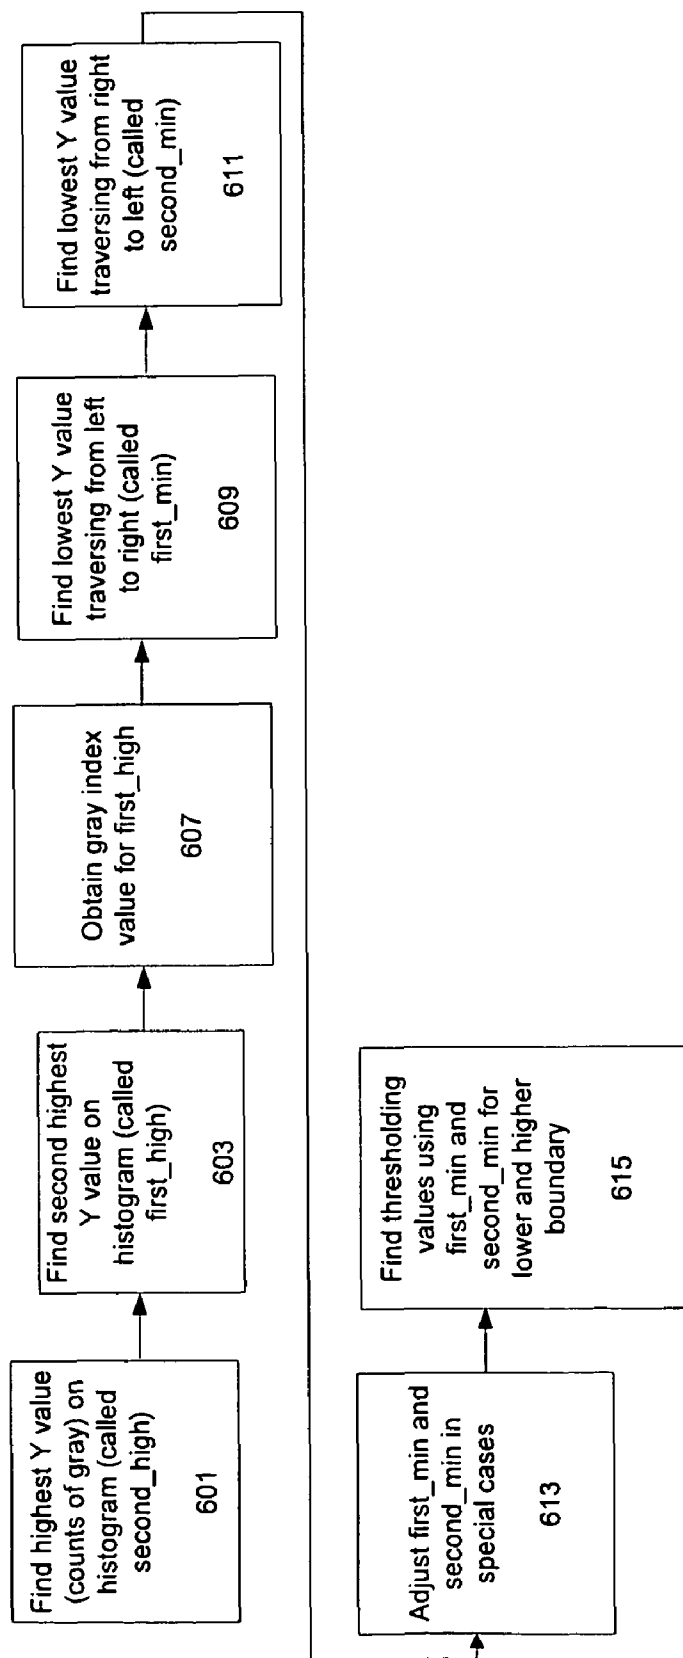 Find highest Y value
(counts of gray) on
histogram (called
second_high)
601
Find second highest
Y value on
histogram (called
first_high)
603
Obtain gray index
value for first_high
607
Find lowest Y value
traversing from left
to right (called
first_min)
609
Find lowest Y value
traversing from right
to left (called
second_min)
611
Adjust first_min and
second_min in
special cases
613
Find thresholding
values using
first_min and
second_min for
lower and higher
boundary
615